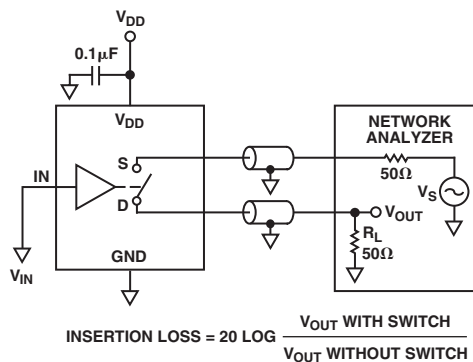 VDD
0.1µF
VDD
IN
S
D
VIN
GND
NETWORK
ANALYZER
50Ω
VS
VOUT
RL
50Ω
INSERTION LOSS = 20 LOG VOUT WITH SWITCH
VOUT WITHOUT SWITCH